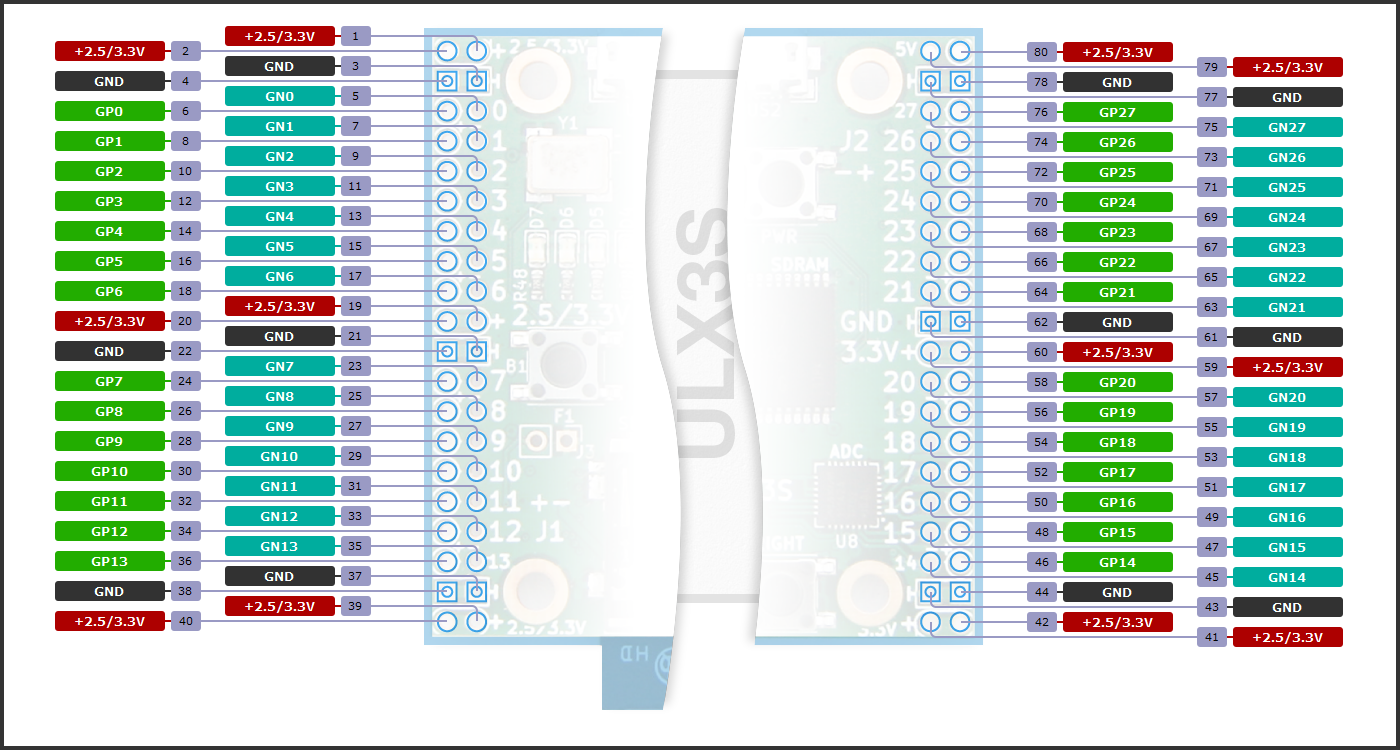 +2.5/3.3V 1
+2.5/3.3V 2
GND 3
GND 4
GN0 5
GP0 6
GN1 7
GP1 8
GN2 9
GP2 10
GN3 11
GP3 12
GN4 13
GP4 14
GN5 15
GP5 16
GN6 17
GP6 18
+2.5/3.3V 19
+2.5/3.3V 20
GND 21
GND 22
GN7 23
GP7 24
GN8 25
GP8 26
GN9 27
GP9 28
GN10 29
GP10 30
GN11 31
GP11 32
GN12 33
GP12 34
GN13 35
GP13 36
GND 37
GND 38
+2.5/3.3V 39
+2.5/3.3V 40
+2.5/3.3V
0
Y1
1
2
3
4
D7
D6
D5
5
6
R48
+2.5/3.3V
B1
7
8
F1
9
J3
10
11 +-
12 J1
13
+2.5/3.3V
HD
ULX3S
5V
27
J2 26
-+ 25
24
23
SDRAM
22
21
GND
3.3V+
20
19
18
ADC
17
16
15
U8
14
3.3V+
80 +2.5/3.3V
79 +2.5/3.3V
78 GND
77 GND
76 GP27
75 GN27
74 GP26
73 GN26
72 GP25
71 GN25
70 GP24
69 GN24
68 GP23
67 GN23
66 GP22
65 GN22
64 GP21
63 GN21
62 GND
61 GND
60 +2.5/3.3V
59 +2.5/3.3V
58 GP20
57 GN20
56 GP19
55 GN19
54 GP18
53 GN18
52 GP17
51 GN17
50 GP16
49 GN16
48 GP15
47 GN15
46 GP14
45 GN14
44 GND
43 GND
42 +2.5/3.3V
41 +2.5/3.3V